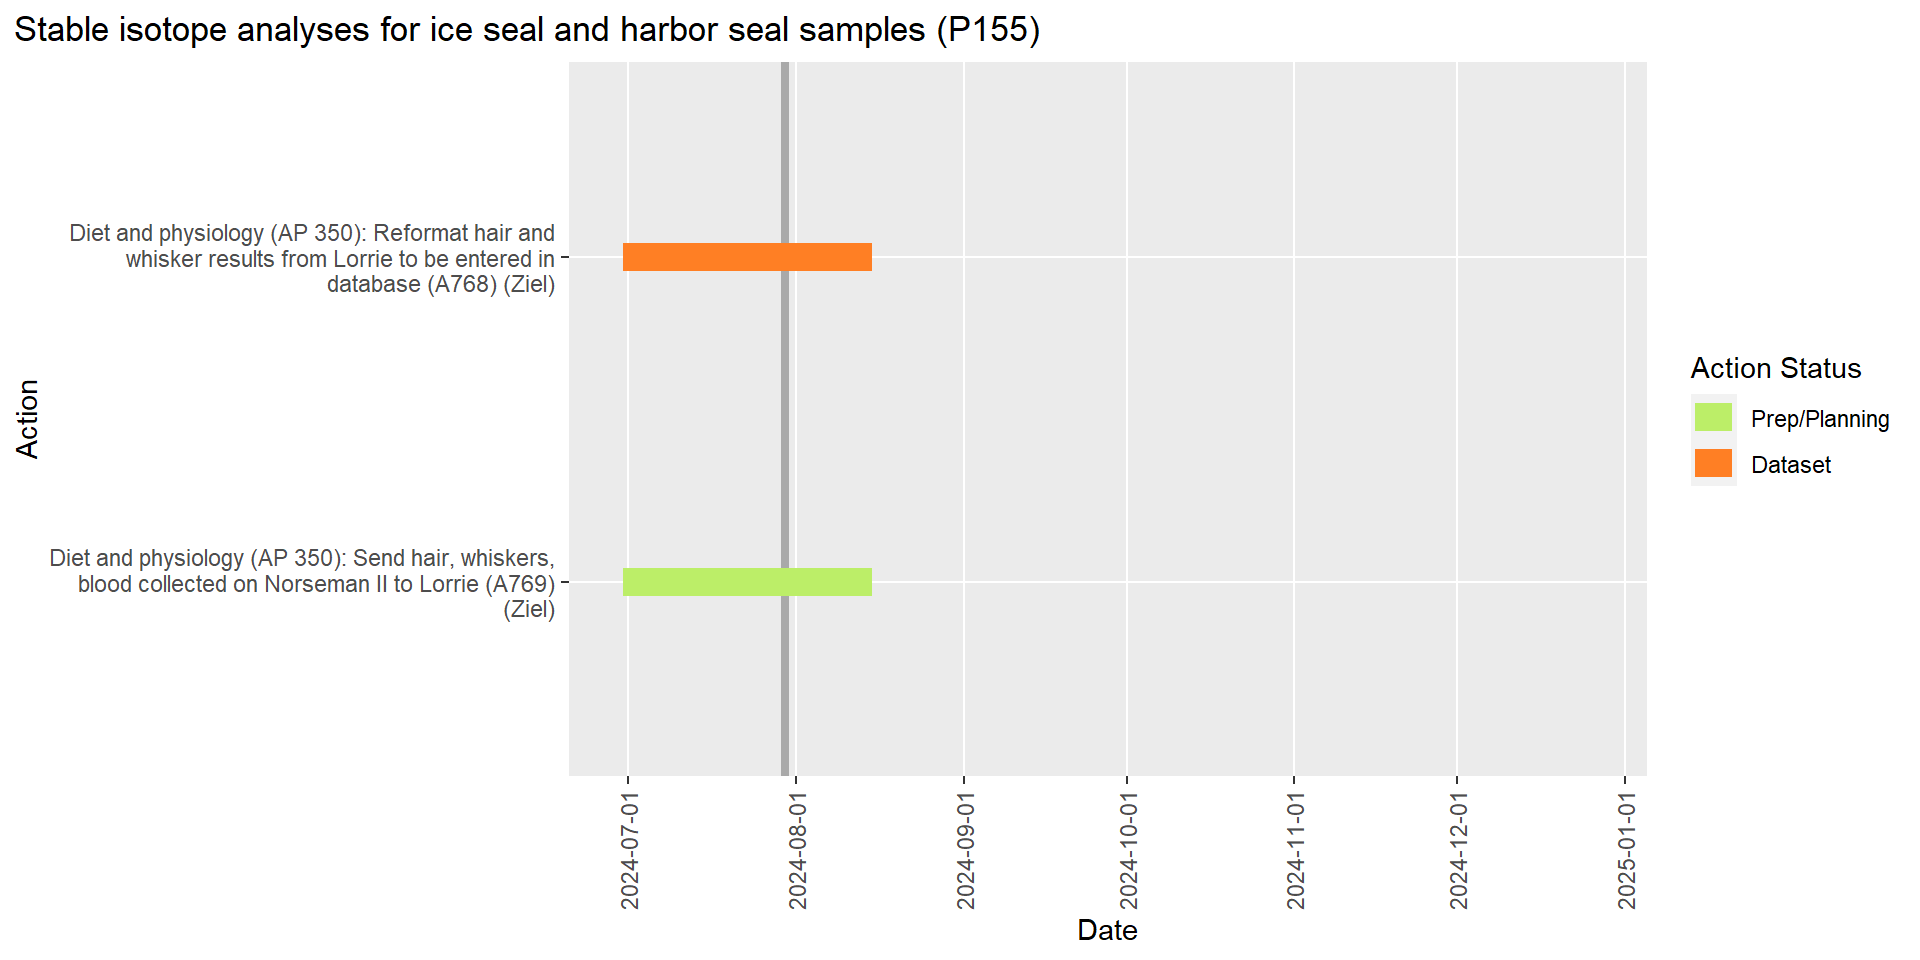 Stable isotope analyses for ice seal and harbor seal samples (P155)
Diet and physiology (AP 350): Reformat hair and
whisker results from Lorrie to be entered in
database (A768) (Ziel)
Diet and physiology (AP 350): Send hair, whiskers,
blood collected on Norseman II to Lorrie (A769)
(Ziel)
Action
2024-07-01
2024-08-01
2024-09-01
2024-10-01
2024-11-01
2024-12-01
2025-01-01
Date
Action Status
Prep/Planning
Dataset